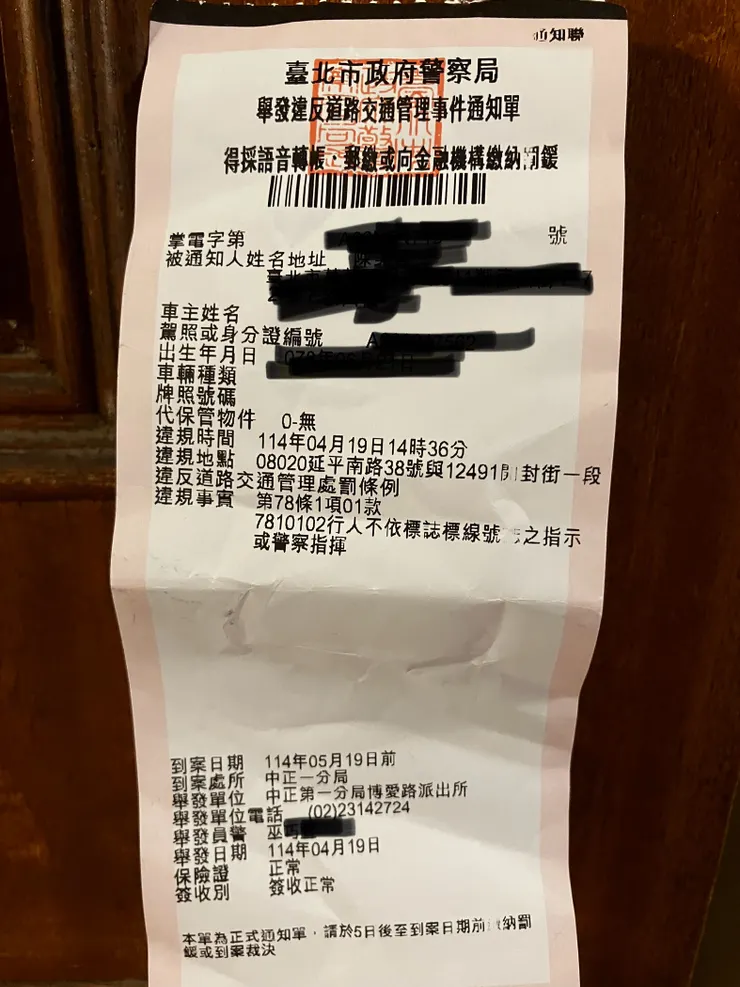 通知聯
臺北市政府警察局
舉發違反道路交通管理事件通知單
得採語音轉帳、郵繳或向金融機構繳納罰鍰
掌電字第 號
被通知人姓名地址
車主姓名
駕照或身分證編號
出生年月日
車輛種類
牌照號碼
代保管物件 0-無
違規時間 114年04月19日14時36分
違規地點 08020延平南路38號與12491開封街一段
違反道路交通管理處罰條例
違規事實 第78條1項01款
7810102行人不依標誌標線號誌之指示
或警察指揮
到案日期 114年05月19日前
到案處所 中正一分局
舉發單位 中正第一分局博愛路派出所
舉發單位電話 (02)23142724
舉發員警 巫
舉發日期 114年04月19日
保險證 正常
簽收別 簽收正常
本單為正式通知單，請於5日後至到案日期前繳納罰
鍰或到案裁決